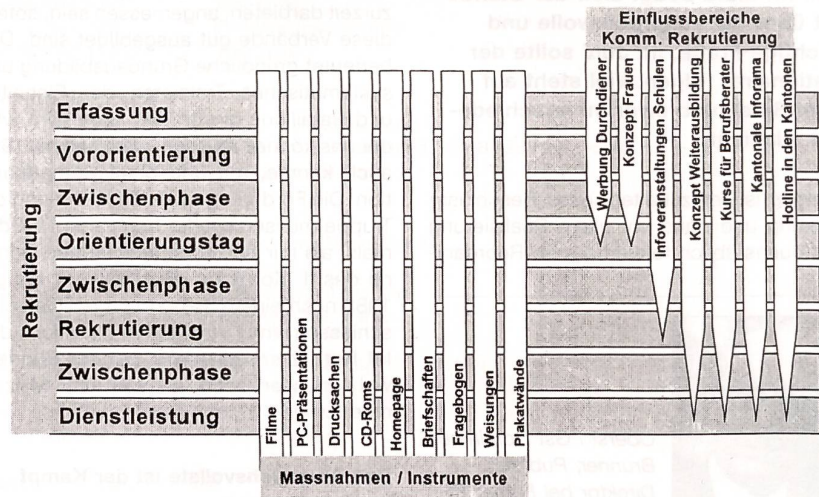 Einflussbereiche
Komm. Rekrutierung
Werbung Durchdiener
Konzept Frauen
Infoveranstaltungen Schulen
Konzept Weiterausbildung
Kurse für Berufsberater
Kantonale Inforama
Hotline in den Kantonen
Rekrutierung
Erfassung
Vororientierung
Zwischenphase
Orientierungstag
Zwischenphase
Rekrutierung
Zwischenphase
Dienstleistung
Filme
PC-Präsentationen
Drucksachen
CD-Roms
Homepage
Briefschaften
Fragebogen
Weisungen
Plakatwände
Massnahmen / Instrumente